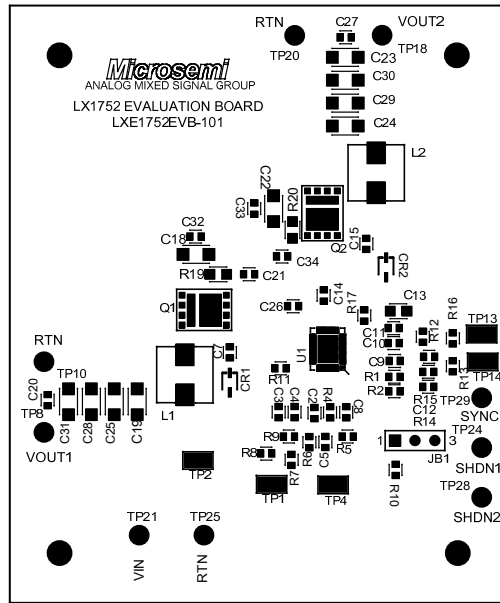 RTN
C27
VOUT2
TP20
TP18
C23
Microsemi
ANALOG MIXED SIGNAL GROUP
C30
LX1752 EVALUATION BOARD
C29
LXE1752EVB-101
C24
L2
C22
R20
C33
C32
C15
C18
Q2
C34
CR2
R19
C21
C14
Q1
C26
R17
C13
R16
TP13
C11
R12
RTN
C7
U1
C10
CR1
C9
R13
TP14
TP10
R11
R1
C20
R2
TP29
TP8
L1
R15
SYNC
C31
C28
C25
C19
C3
C4
C2
R4
C8
C12
R14
TP24
VOUT1
R9
R6
C5
R5
1
3
JB1
SHDN1
R8
R7
TP2
R10
TP28
TP1
TP4
SHDN2
TP21
TP25
VIN
RTN